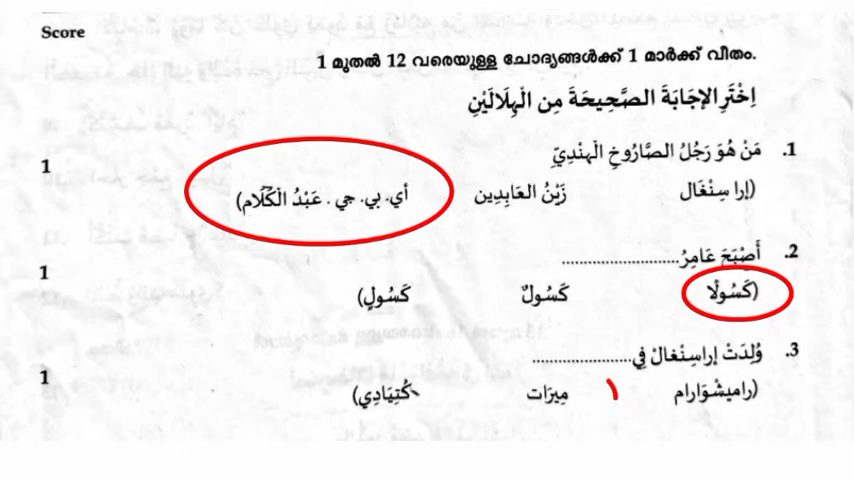 Score
1 മുതൽ 12 വരെയുള്ള ചോദ്യങ്ങൾക്ക് 1 മാർക്ക് വീതം.
اِخْتَرِ الإجَابَةَ الصَّحِيحَةَ مِن الْهِلَالَيْنِ
1. مَنْ هُوَ رَجُلُ الصَّارُوخِ الْهِنْدِيِّ 1
(إرا سِنْغَال زَيْنُ العَابِدِين أي. بي. جي . عَبْدُ الْكَلَام)
2. أَصْبَحَ عَامِرُ.............................
1 (كَسُولًا كَسُولٌ كَسُولٍ)
3. وُلِدَتْ إراسِنْغَالْ فِي.........................
1 (راميشْوَارام ١ مِيرَات كُتِيَادِي)